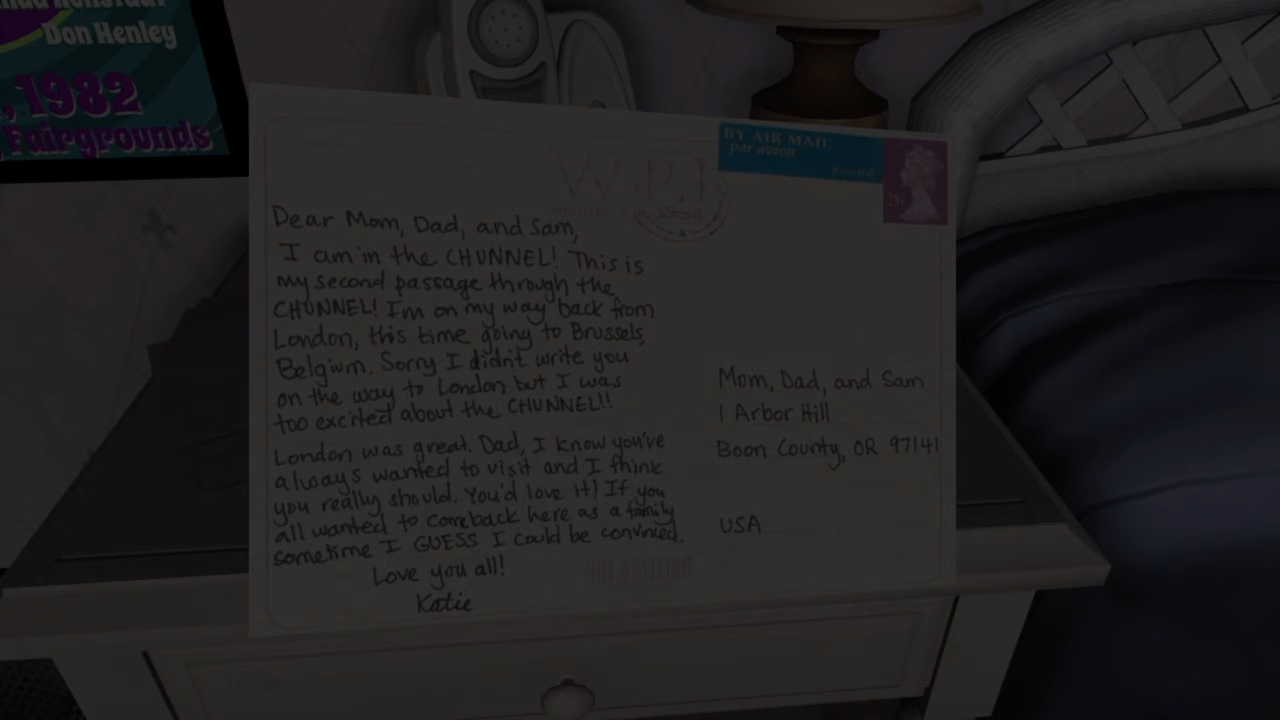 Don Henley
, 1982
Fairgrounds
BY AIR MAIL
par avion
Dear Mom, Dad, and Sam,
I am in the CHUNNEL! This is
my second passage through the
CHUNNEL! I'm on my way back from
London, this time going to Brussels,
Belgium. Sorry I didn't write you
on the way to London but I was
too excited about the CHUNNEL!!
London was great. Dad, I know you've
always wanted to visit and I think
you really should. You'd love it! If you
all wanted to come back here as a family
sometime I GUESS I could be convinced.
Love you all!
Katie
Mom, Dad, and Sam
1 Arbor Hill
Boon County, OR 97141
USA